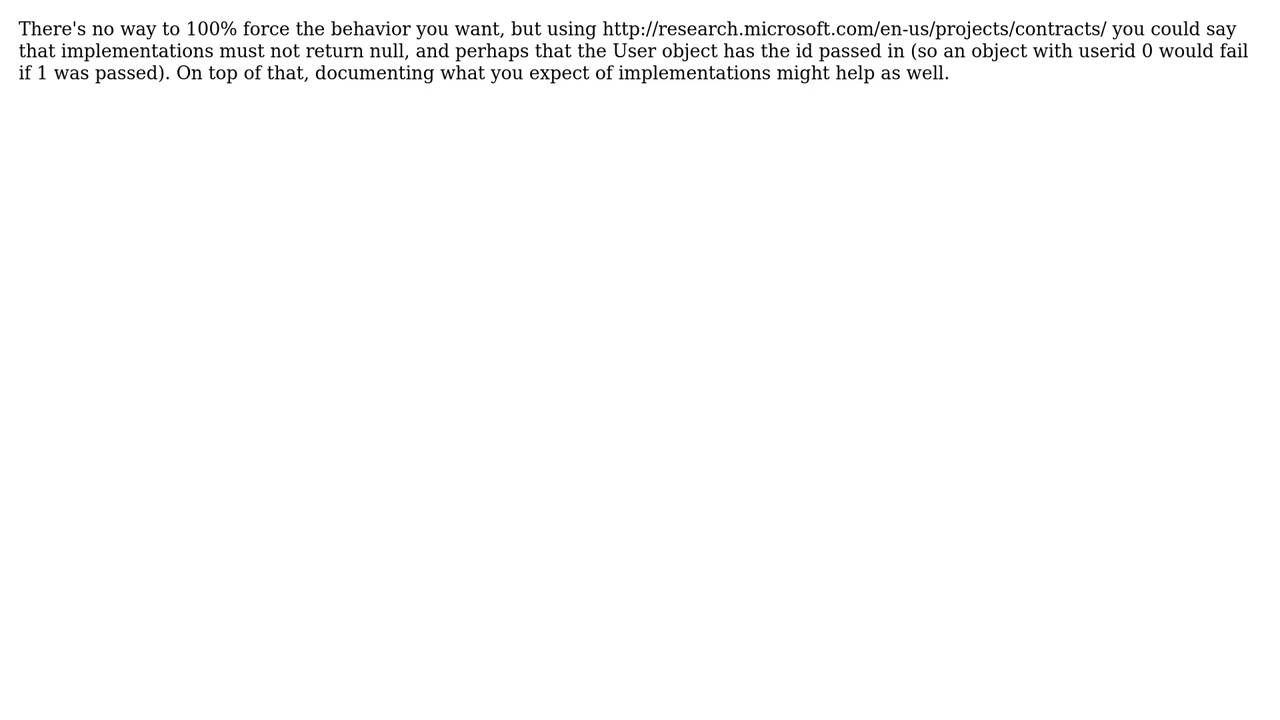 There's no way to 100% force the behavior you want, but using http://research.microsoft.com/en-us/projects/contracts/ you could say
that implementations must not return null, and perhaps that the User object has the id passed in (so an object with userid 0 would fail
if 1 was passed). On top of that, documenting what you expect of implementations might help as well.